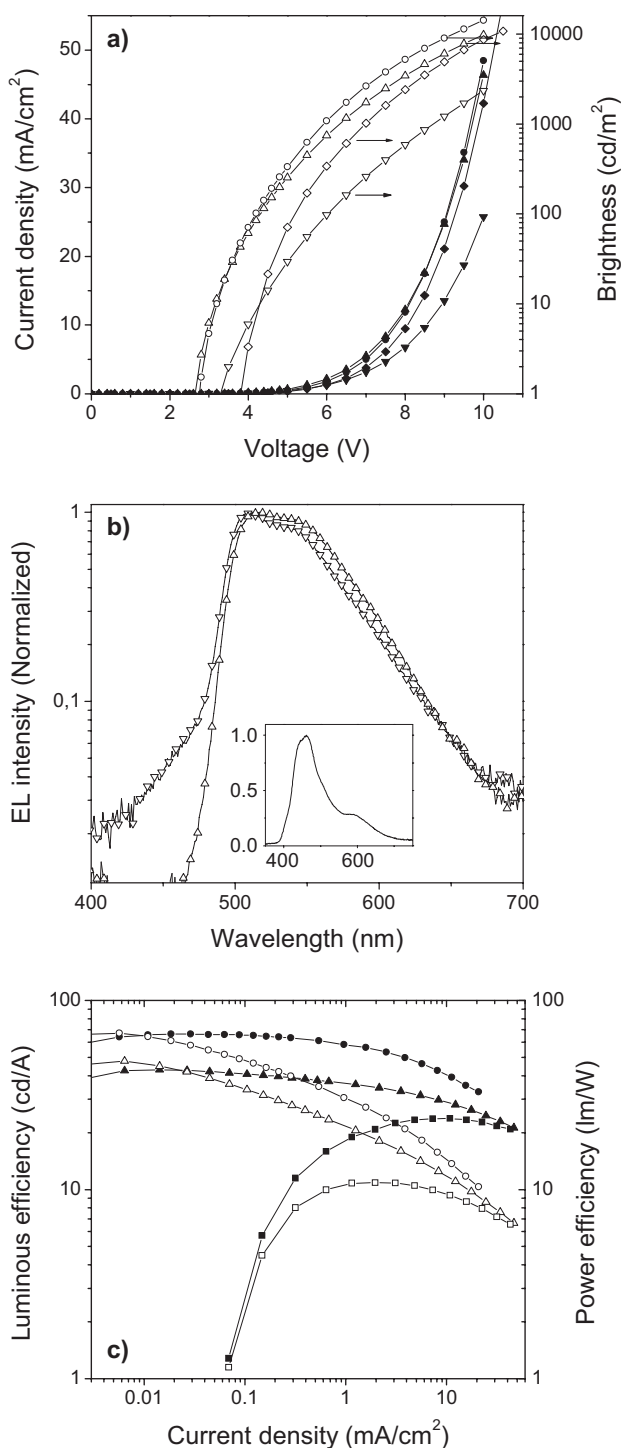 a)
Current density (mA/cm²)
50
40
30
20
10
0
10000
1000
100
10
1
Brightness (cd/m²)
0 2 4 6 8 10
Voltage (V)
b)
EL intensity (Normalized)
1
0,1
1.0
0.5
0.0
400 600
400 500 600 700
Wavelength (nm)
c)
Luminous efficiency (cd/A)
100
10
1
100
10
1
Power efficiency (lm/W)
0.01 0.1 1 10
Current density (mA/cm²)